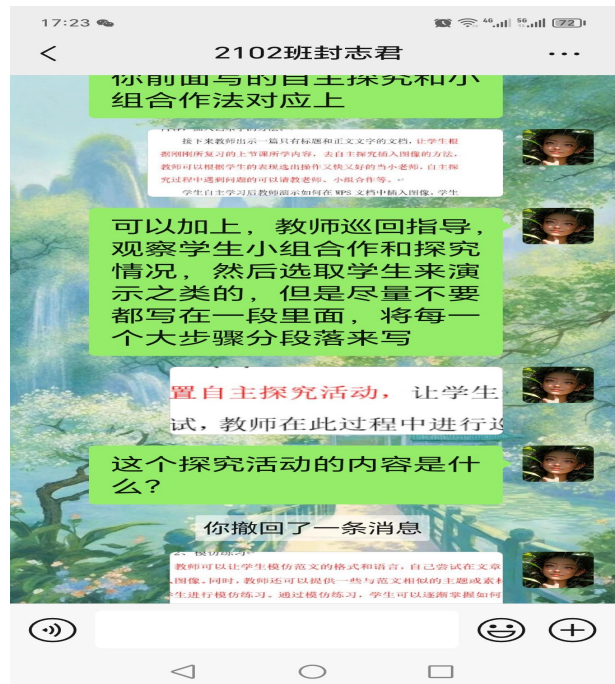 17:23
46 56 72
2102班封志君
你前面写的自主探究和小
组合作法对应上
接下来教师出示一篇只有标题和正文文字的文档,让学生根
据刚刚所复习的上节课所学内容,去自主探究插入图像的方法,
教师可以根据学生的表现选出操作又快又好的当小老师,自主探
究过程中遇到问题的可以请教老师、小组合作等。
学生自主学习后教师演示如何在 WPS 文档中插入图像,学生
可以加上,教师巡回指导,
观察学生小组合作和探究
情况,然后选取学生来演
示之类的,但是尽量不要
都写在一段里面,将每一
个大步骤分段落来写
置自主探究活动,让学生
试,教师在此过程中进行巡
这个探究活动的内容是什
么?
你撤回了一条消息
2、模仿练习
教师可以让学生模仿范文的格式和语言,自己尝试在文章
图像。同时,教师还可以提供一些与范文相似的主题或素材
学生进行模仿练习。通过模仿练习,学生可以逐渐掌握如何